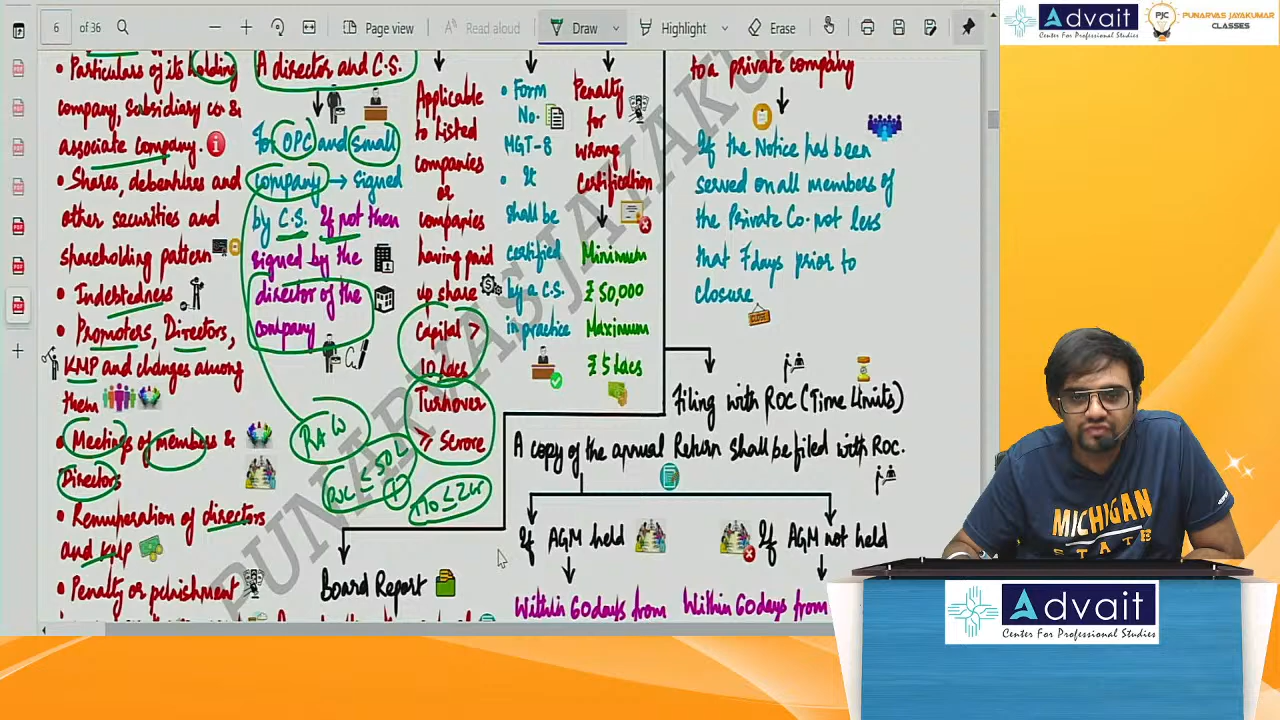 6 of 36
Page view
Read aloud
Draw
Highlight
Erase
Advait
Center For Professional Studies
PJC
PUNARVAS JAYAKUMAR
CLASSES
• Particulars of its holding
company, subsidiary co &
associate company.
• Shares, debentures and
other securities and
shareholding pattern
• Indebtedness
• Promoters, Directors,
KMP and changes among
them
• Meetings of members &
Directors
• Remuneration of directors
and KMP
• Penalty or punishment
A director and C.S.
For OPC and Small
company → signed
by C.S. If not then
signed by the
director of the
company
Applicable
to Listed
companies
or
companies
having paid
up share
Capital >
10 Lacs
Turnover
• Form
No.
MGT-8
• It
shall be
certified
by a C.S.
in practice
Penalty
for
wrong
Certification
Minimum
₹ 50,000
Maximum
₹ 5 Lacs
to a private company
If the Notice has been
served on all members of
the Private Co. not less
that 7 days prior to
closure
Filing with ROC (Time Limits)
A copy of the annual Return shall be filed with ROC.
If AGM held
If AGM not held
Within 60 days from
Within 60 days from
Board Report
PUNARVAS JAYAKU
MICHIGAN
STATE
Advait
Center For Professional Studies